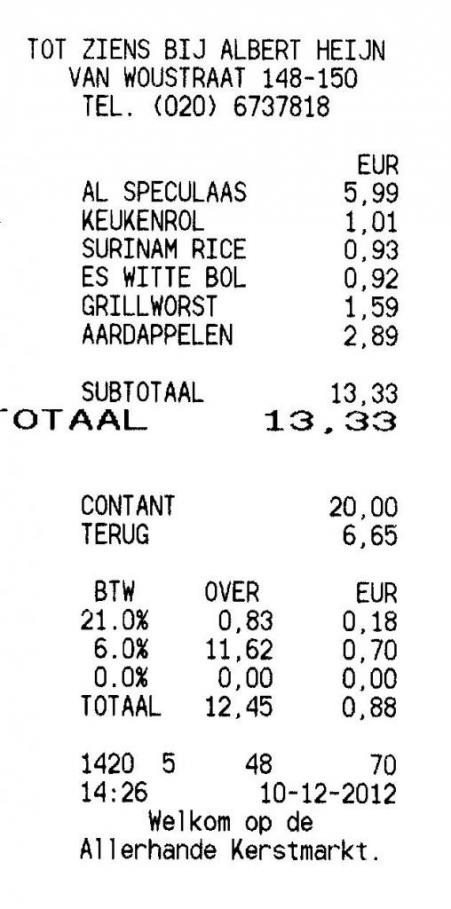 TOT ZIENS BIJ ALBERT HEIJN
VAN WOUSTRAAT 148-150
TEL. (020) 6737818
EUR
AL SPECULAAS 5,99
KEUKENROL 1,01
SURINAM RICE 0,93
ES WITTE BOL 0,92
GRILLWORST 1,59
AARDAPPELEN 2,89
SUBTOTAAL 13,33
TOTAAL 13,33
CONTANT 20,00
TERUG 6,65
BTW OVER EUR
21.0% 0,83 0,18
6.0% 11,62 0,70
0.0% 0,00 0,00
TOTAAL 12,45 0,88
1420 5 48 70
14:26 10-12-2012
Welkom op de
Allerhande Kerstmarkt.